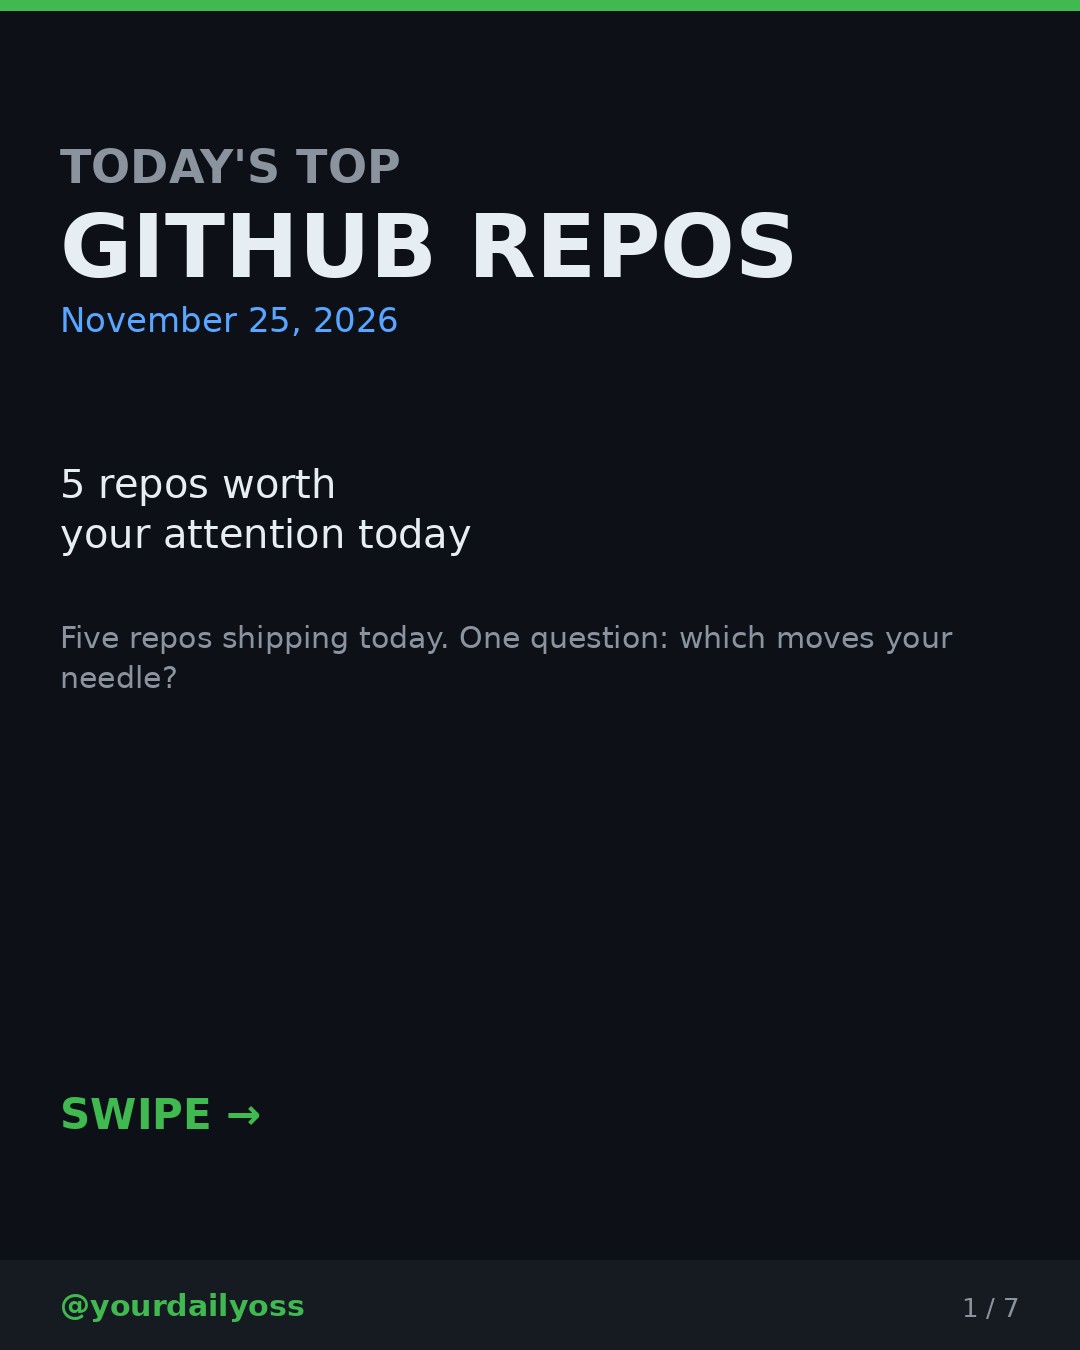 TODAY'S TOP
GITHUB REPOS
November 25, 2026
5 repos worth
your attention today
Five repos shipping today. One question: which moves your
needle?
SWIPE →
@yourdailyoss
1 / 7